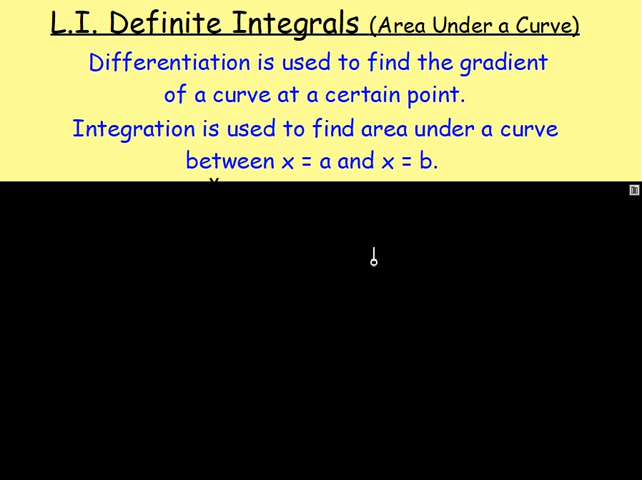 L.I. Definite Integrals (Area Under a Curve)
Differentiation is used to find the gradient
of a curve at a certain point.
Integration is used to find area under a curve
between x = a and x = b.